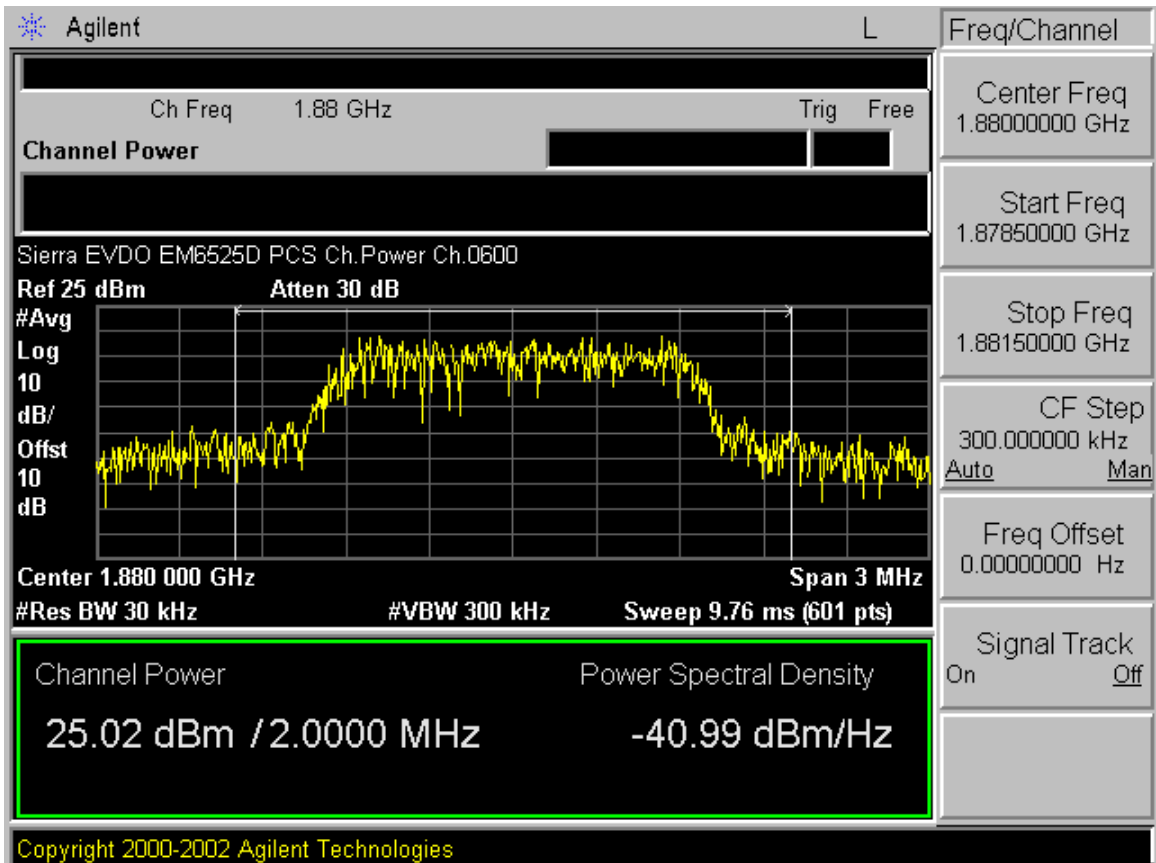 Agilent L
Freq/Channel
Ch Freq 1.88 GHz Trig Free
Channel Power
Sierra EVDO EM6525D PCS Ch.Power Ch.0600
Ref 25 dBm Atten 30 dB
#Avg
Log
10
dB/
Offst
10
dB
Center 1.880 000 GHz Span 3 MHz
#Res BW 30 kHz #VBW 300 kHz Sweep 9.76 ms (601 pts)
Channel Power Power Spectral Density
25.02 dBm / 2.0000 MHz -40.99 dBm/Hz
Copyright 2000-2002 Agilent Technologies
Center Freq
1.88000000 GHz
Start Freq
1.87850000 GHz
Stop Freq
1.88150000 GHz
CF Step
300.000000 kHz
Auto Man
Freq Offset
0.00000000 Hz
Signal Track
On Off